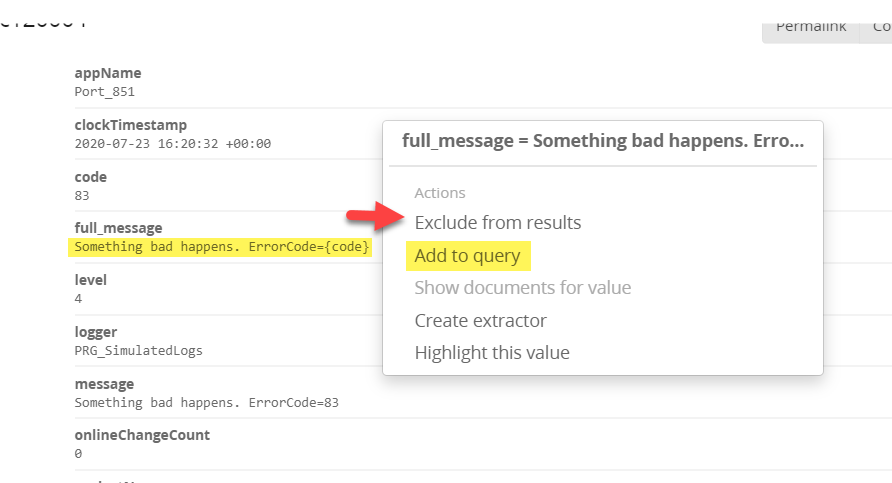 Permalink
Co
appName
Port_851
clockTimestamp
2020-07-23 16:20:32 +00:00
full_message = Something bad happens. Erro...
code
83
Actions
Exclude from results
full_message
Something bad happens. ErrorCode={code}
Add to query
level
4
Show documents for value
Create extractor
logger
PRG_SimulatedLogs
Highlight this value
message
Something bad happens. ErrorCode=83
onlineChangeCount
0